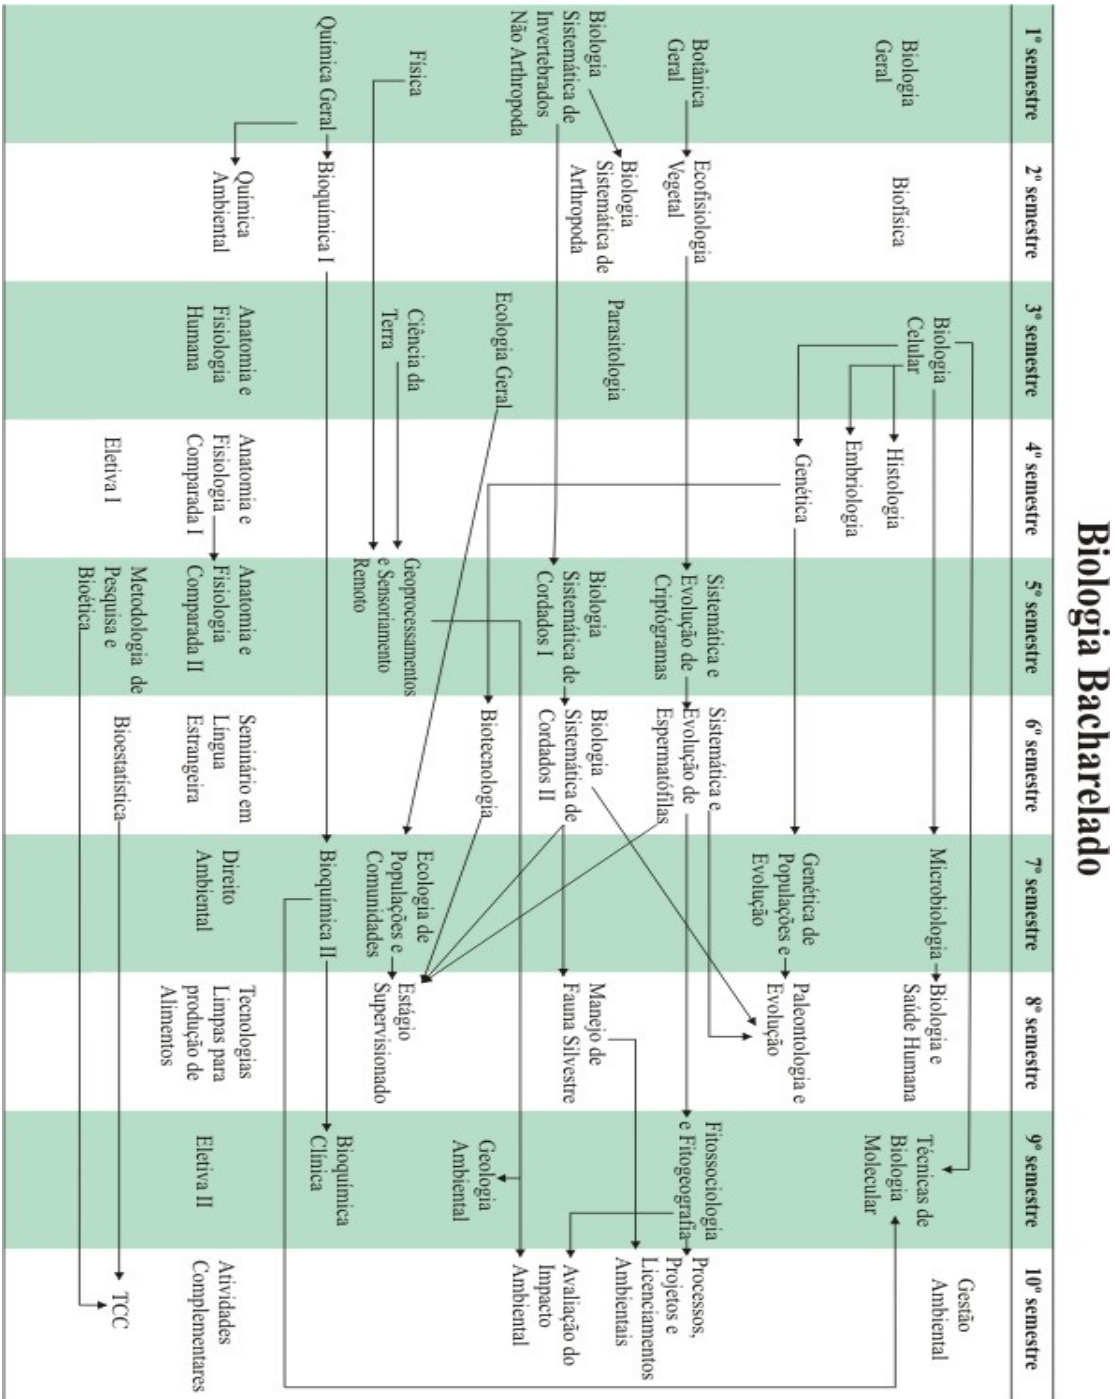 Biologia Bacharelado
1º semestre
2º semestre
3º semestre
4º semestre
5º semestre
6º semestre
7º semestre
8º semestre
9º semestre
10º semestre
Biologia
Geral
Botânica
Geral
Biologia
Sistemática de
Invertebrados
Não Arthropoda
Física
Química Geral
Biofísica
Ecofisiologia
Vegetal
Biologia
Sistemática de
Arthropoda
Bioquímica I
Química
Ambiental
Biologia
Celular
Parasitologia
Ecologia Geral
Ciência da
Terra
Anatomia e
Fisiologia
Humana
Histologia
Embriologia
Genética
Anatomia e
Fisiologia
Comparada I
Eletiva I
Sistemática e
Evolução de
Criptógramas
Biologia
Sistemática de
Cordados I
Geoprocessamentos
e Sensoriamento
Remoto
Anatomia e
Fisiologia
Comparada II
Metodologia de
Pesquisa e
Bioética
Sistemática e
Evolução de
Espermatófilas
Biologia
Sistemática de
Cordados II
Biotecnologia
Seminário em
Língua
Estrangeira
Bioestatística
Microbiologia
Genética de
Populações e
Evolução
Ecologia de
Populações e
Comunidades
Bioquímica II
Direito
Ambiental
Biologia e
Saúde Humana
Paleontologia e
Evolução
Manejo de
Fauna Silvestre
Estágio
Supervisionado
Tecnologias
Limpas para
produção de
Alimentos
Técnicas de
Biologia
Molecular
Fitossociologia
e Fitogeografia
Geologia
Ambiental
Bioquímica
Clínica
Eletiva II
Gestão
Ambiental
Processos,
Projetos e
Licenciamentos
Ambientais
Avaliação do
Impacto
Ambiental
Atividades
Complementares
TCC